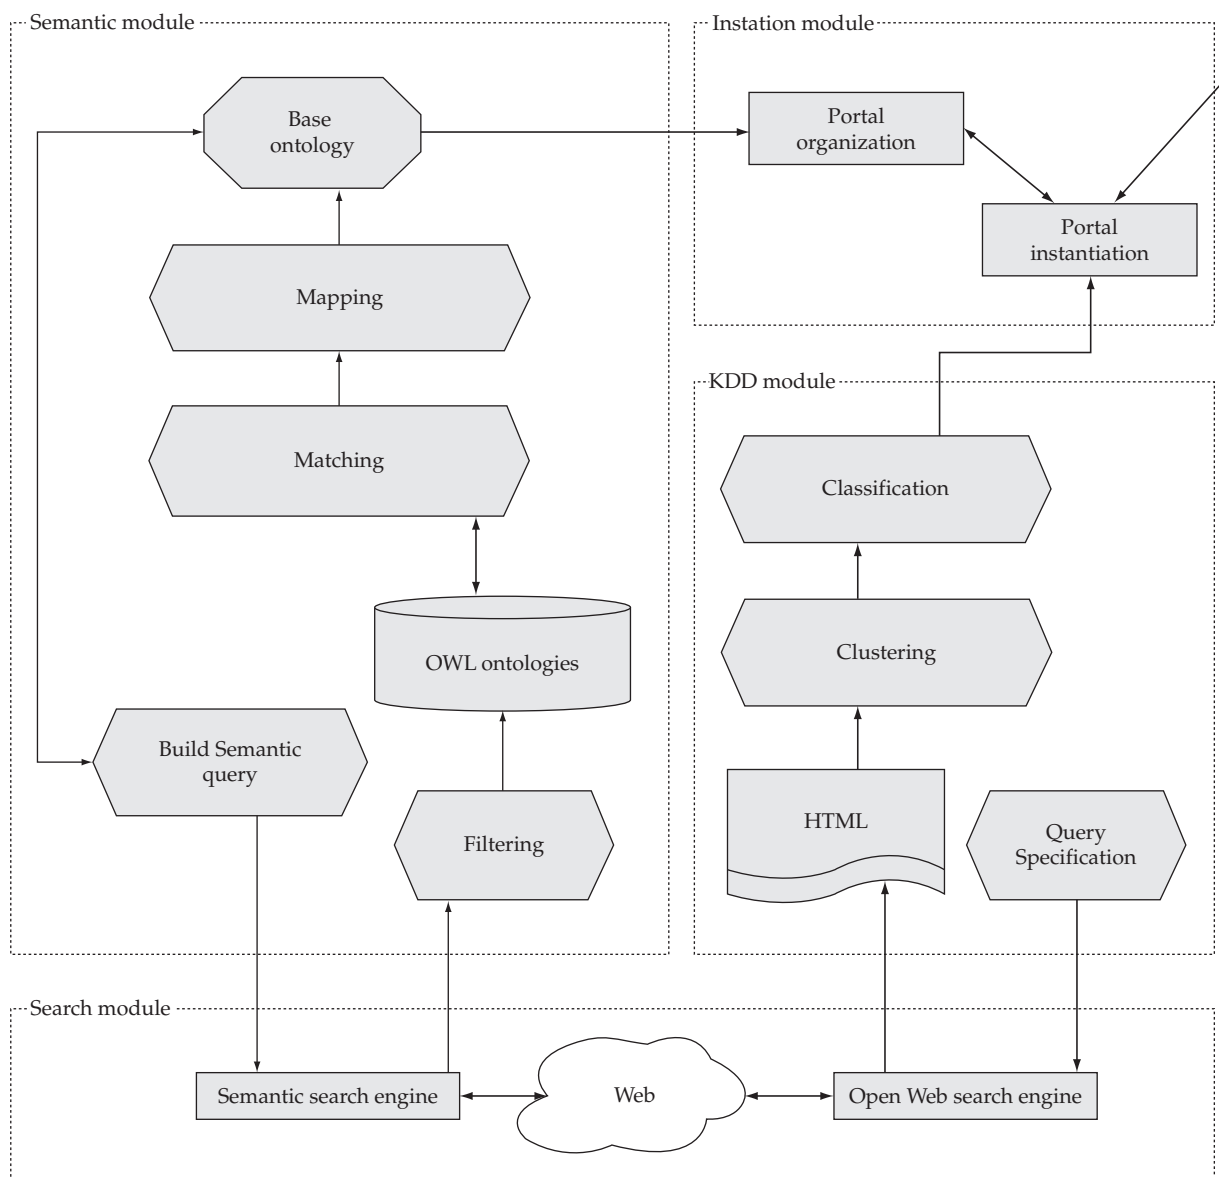 Semantic module
Base
ontology
Mapping
Matching
OWL ontologies
Build Semantic
query
Filtering
Instation module
Portal
organization
Portal
instantiation
KDD module
Classification
Clustering
HTML
Query
Specification
Search module
Semantic search engine
Web
Open Web search engine